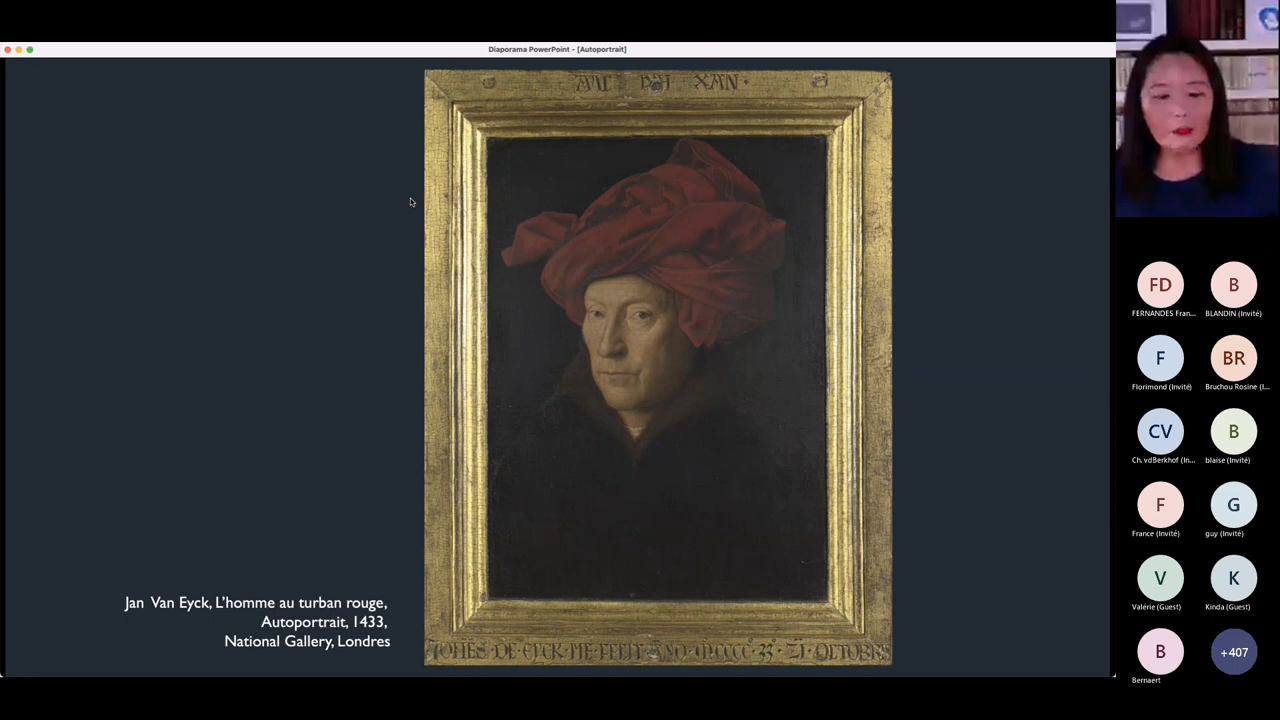 Diaporama PowerPoint - [Autoportrait]
Jan Van Eyck, L'homme au turban rouge,
Autoportrait, 1433,
National Gallery, Londres
FD
B
FERNANDES Fran...
BLANDIN (Invité)
F
BR
Florimond (Invité)
Bruchou Rosine (I...
CV
B
Ch. vdBerkhof (In...
blaise (Invité)
F
G
France (Invité)
guy (Invité)
V
K
Valérie (Guest)
Kinda (Guest)
B
+407
Bernaert